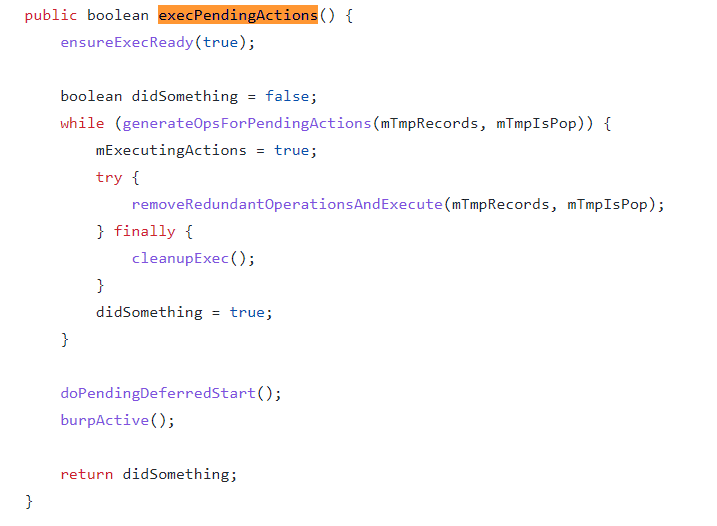 public boolean execPendingActions() {
    ensureExecReady(true);

    boolean didSomething = false;
    while (generateOpsForPendingActions(mTmpRecords, mTmpIsPop)) {
        mExecutingActions = true;
        try {
            removeRedundantOperationsAndExecute(mTmpRecords, mTmpIsPop);
        } finally {
            cleanupExec();
        }
        didSomething = true;
    }

    doPendingDeferredStart();
    burpActive();

    return didSomething;
}